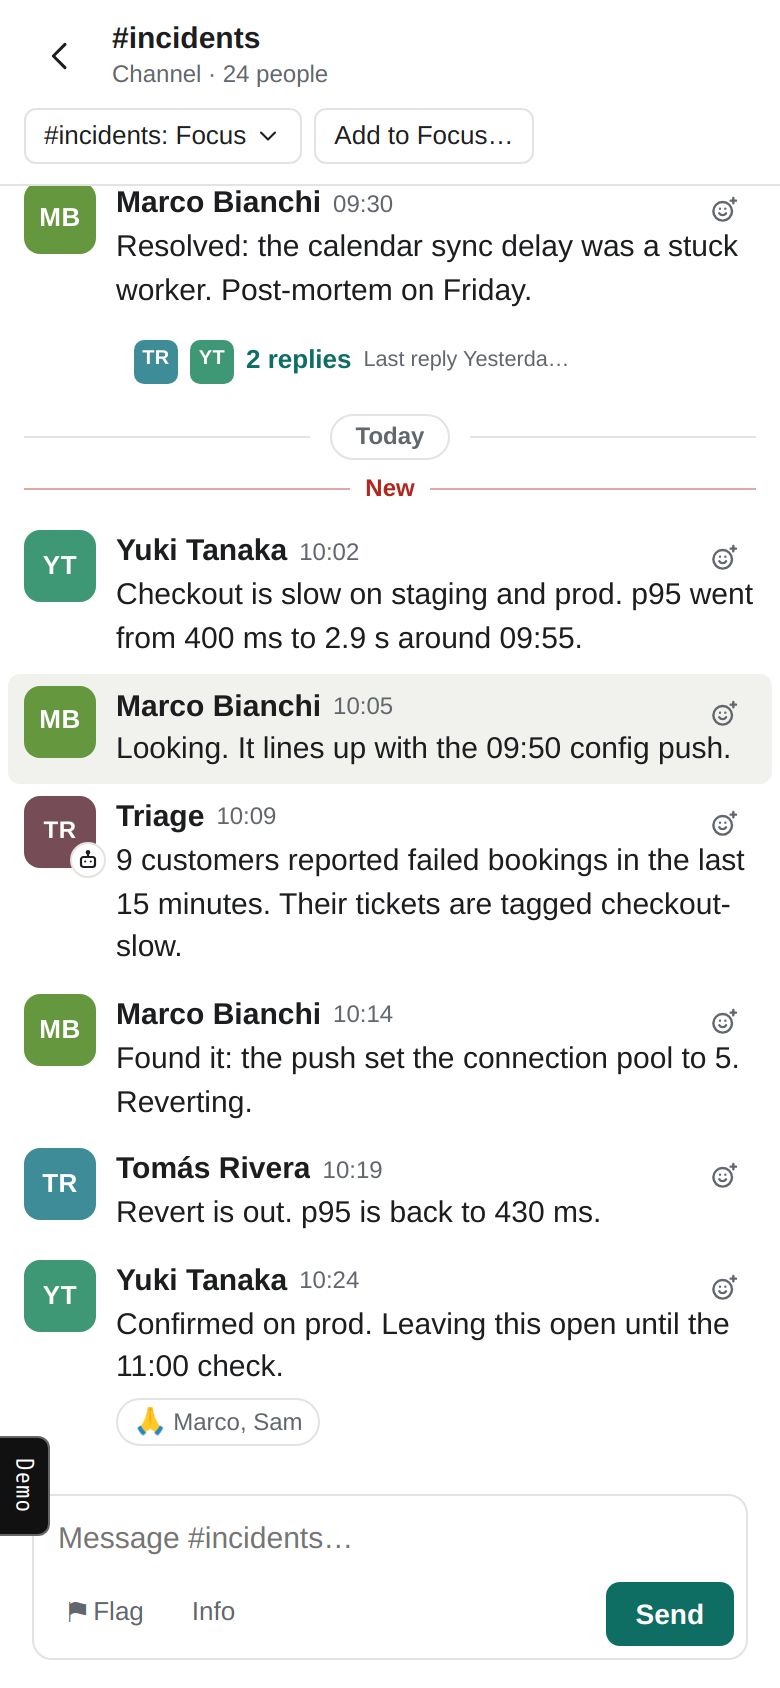 #incidents
Channel · 24 people
#incidents: Focus
Add to Focus…
MB
Marco Bianchi 09:30
Resolved: the calendar sync delay was a stuck
worker. Post-mortem on Friday.
TR YT 2 replies Last reply Yesterda…
Today
New
YT
Yuki Tanaka 10:02
Checkout is slow on staging and prod. p95 went
from 400 ms to 2.9 s around 09:55.
MB
Marco Bianchi 10:05
Looking. It lines up with the 09:50 config push.
TR
Triage 10:09
9 customers reported failed bookings in the last
15 minutes. Their tickets are tagged checkout-
slow.
MB
Marco Bianchi 10:14
Found it: the push set the connection pool to 5.
Reverting.
TR
Tomás Rivera 10:19
Revert is out. p95 is back to 430 ms.
YT
Yuki Tanaka 10:24
Confirmed on prod. Leaving this open until the
11:00 check.
🙏 Marco, Sam
Demo
Message #incidents…
Flag
Info
Send